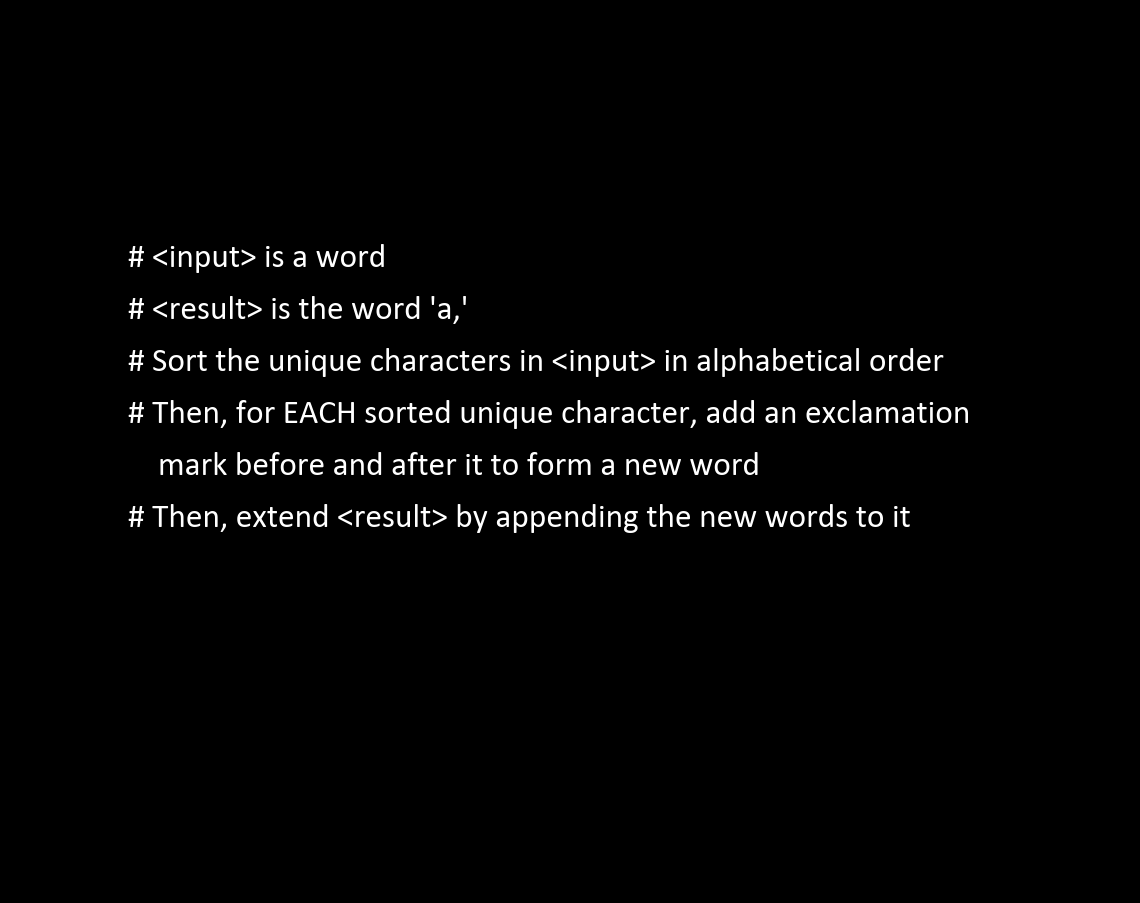 # <input> is a word
# <result> is the word 'a,'
# Sort the unique characters in <input> in alphabetical order
# Then, for EACH sorted unique character, add an exclamation
mark before and after it to form a new word
# Then, extend <result> by appending the new words to it